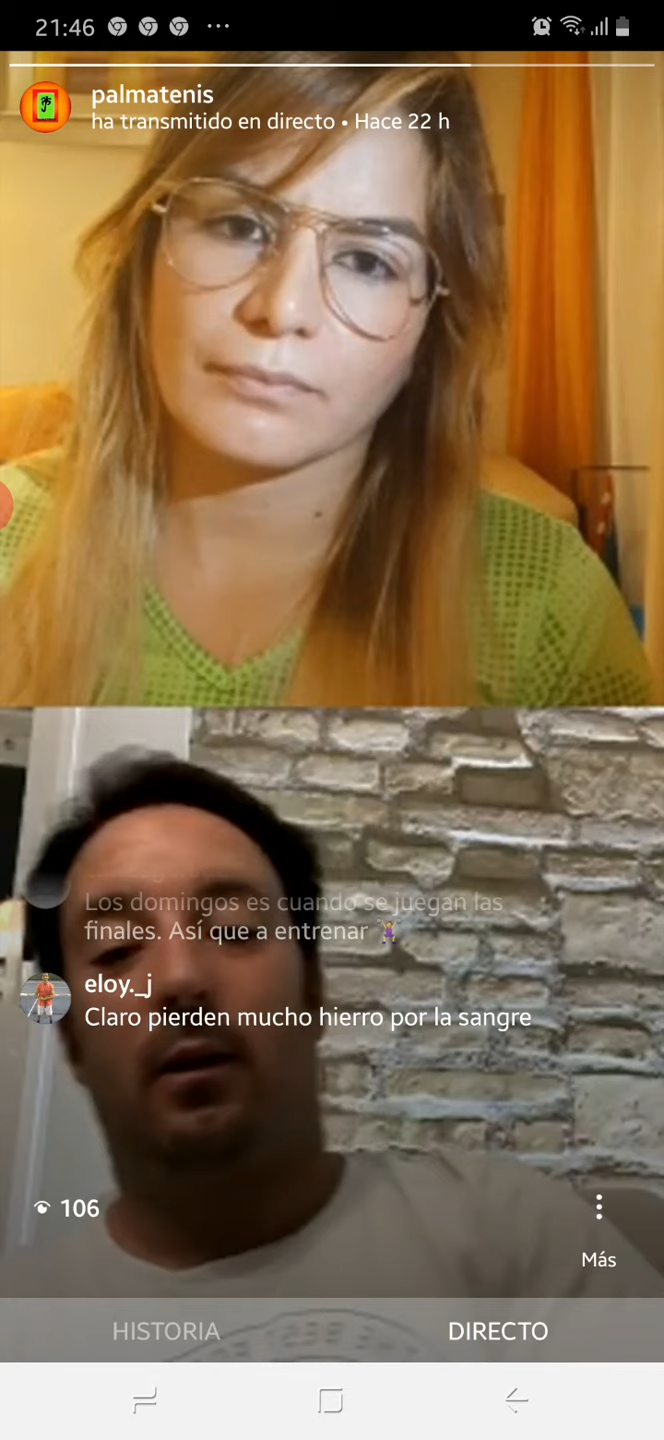 21:46
palmatenis
ha transmitido en directo • Hace 22 h
Los domingos es cuando se juegan las
finales. Así que a entrenar 🏋️‍♀️
eloy._j
Claro pierden mucho hierro por la sangre
106
Más
HISTORIA
DIRECTO